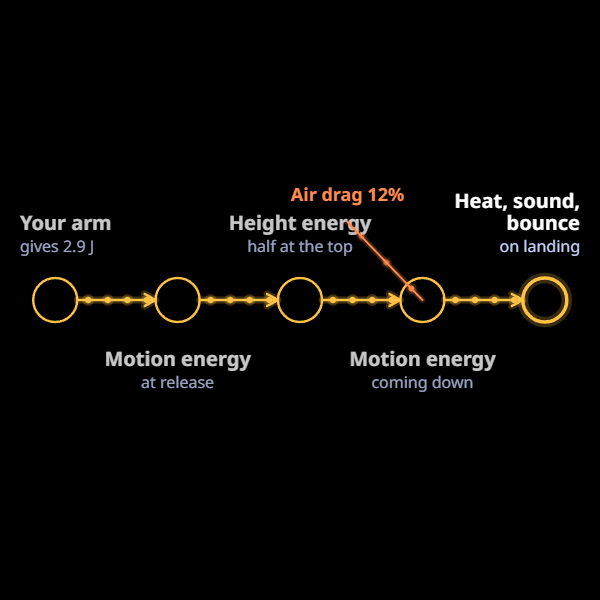 Air drag 12%
Your arm
gives 2.9 J
Height energy
half at the top
Heat, sound,
bounce
on landing
Motion energy
at release
Motion energy
coming down